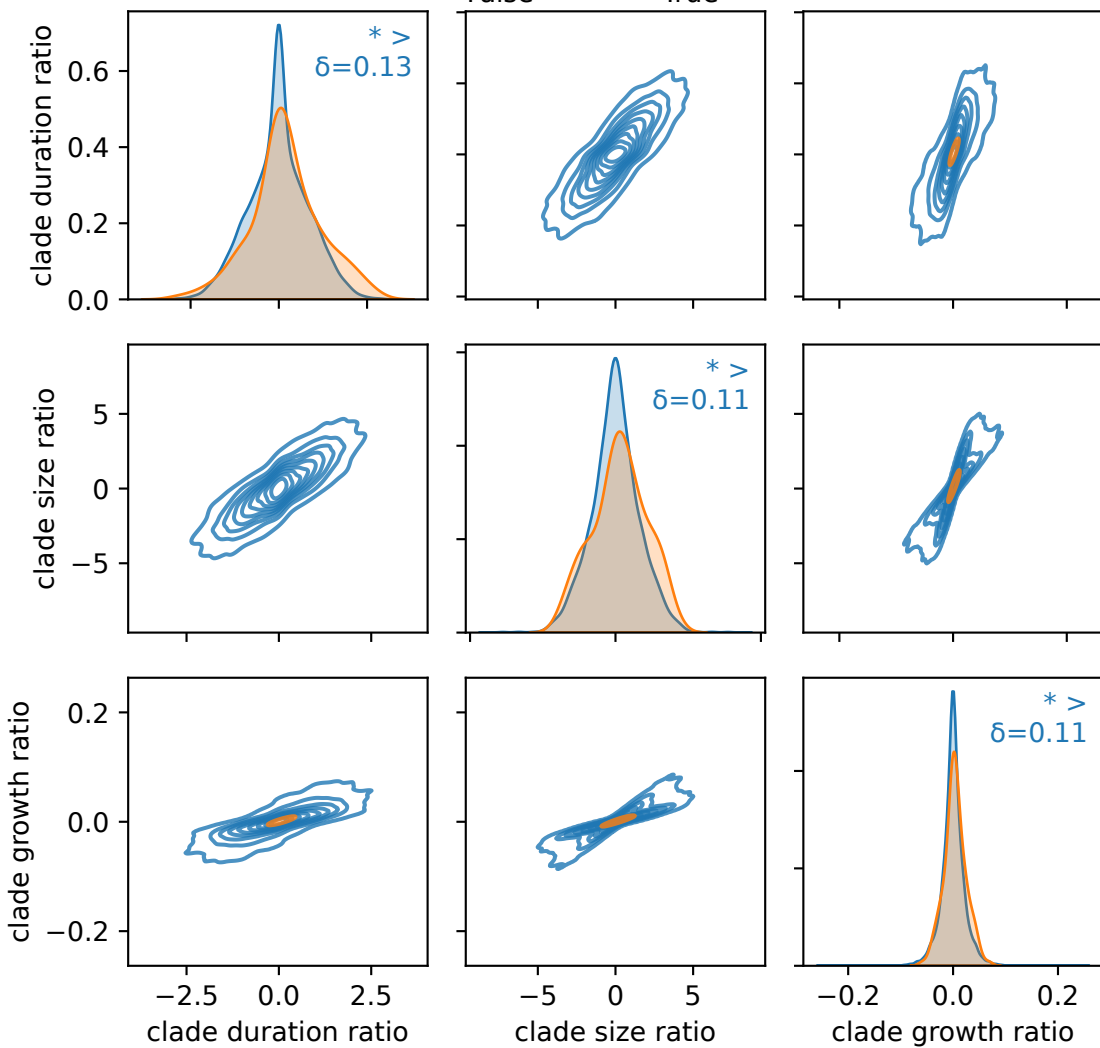 False True
clade duration ratio
0.6
0.4
0.2
0.0
* >
δ=0.13
clade size ratio
5
0
−5
* >
δ=0.11
clade growth ratio
0.2
0.0
−0.2
* >
δ=0.11
−2.5 0.0 2.5
−5 0 5
−0.2 0.0 0.2
clade duration ratio
clade size ratio
clade growth ratio